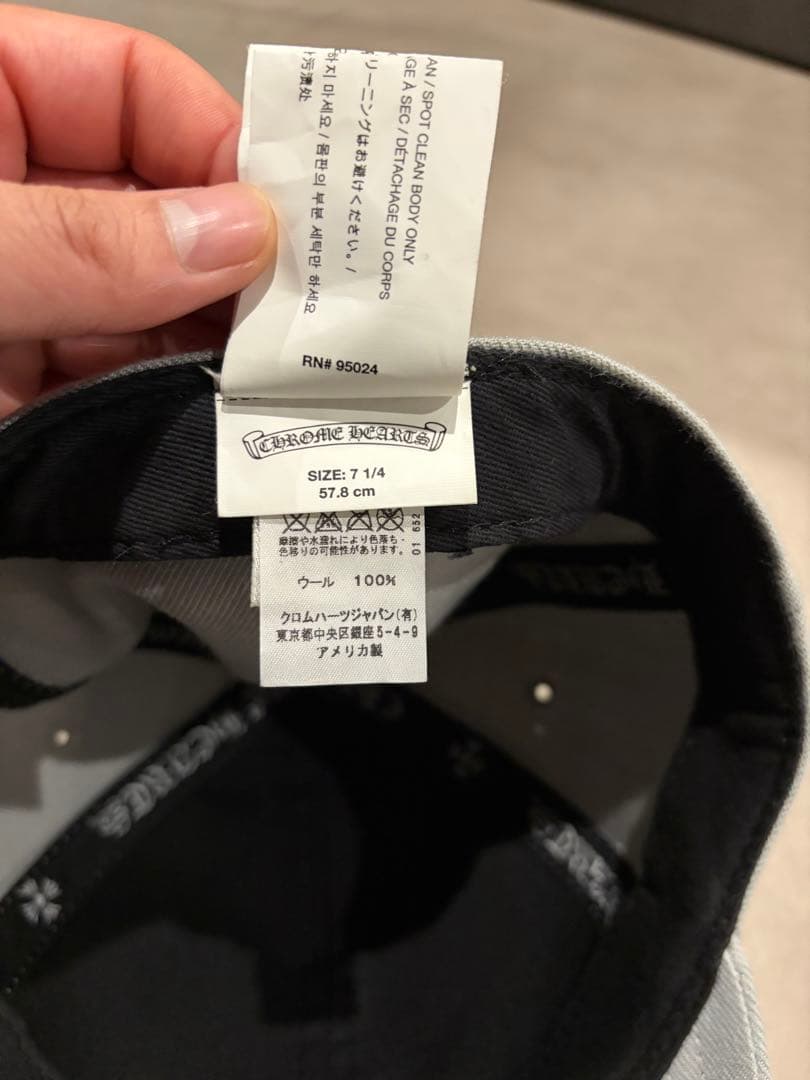 AN / SPOT CLEAN BODY ONLY
GE À SEC / DÉTACHAGE DU CORPS
リーニングはお避けください。/
하지 마세요 / 몸판의 부분 세탁만 하세요
污渍处
RN# 95024
CHROME HEARTS
SIZE: 7 1/4
57.8 cm
摩擦や水濡れにより色落ち・
色移りの可能性があります。
01 652
ウール 100%
クロムハーツジャパン(有)
東京都中央区銀座5-4-9
アメリカ製